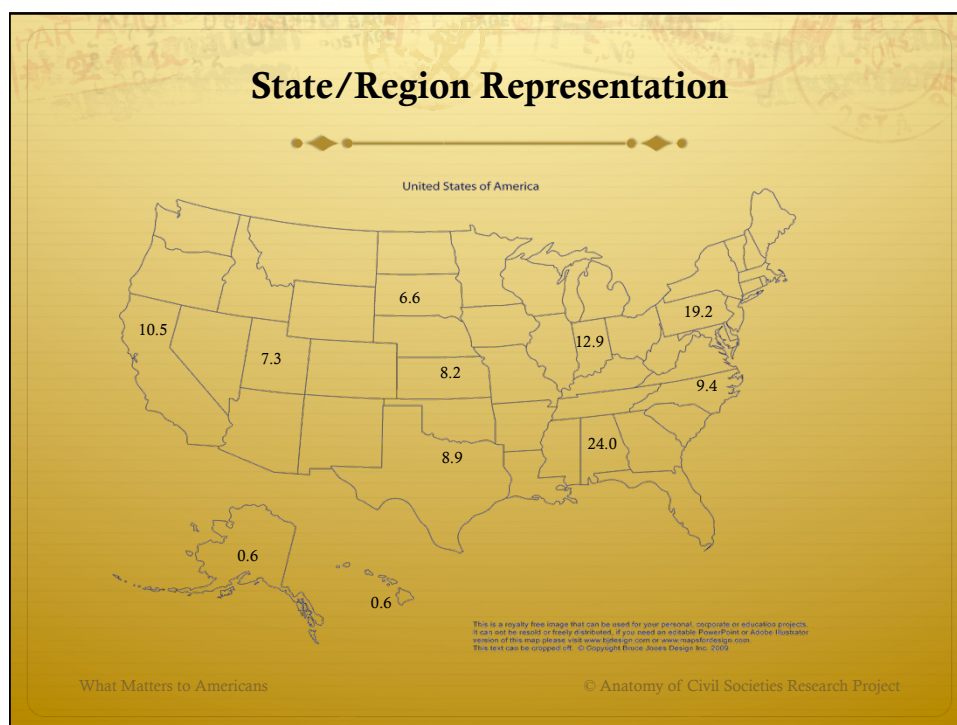 State/Region Representation
United States of America
6.6
19.2
10.5
12.9
7.3
8.2
9.4
24.0
8.9
0.6
0.6
This is a royalty free image that can be used for your personal, corporate or education projects.
It can not be resold or freely distributed, if you need an editable PowerPoint or Adobe Illustrator
version of this map please visit www.bjdesign.com or www.mapsfordesign.com.
This text can be cropped off. © Copyright Bruce Jones Design Inc. 2009
What Matters to Americans
© Anatomy of Civil Societies Research Project